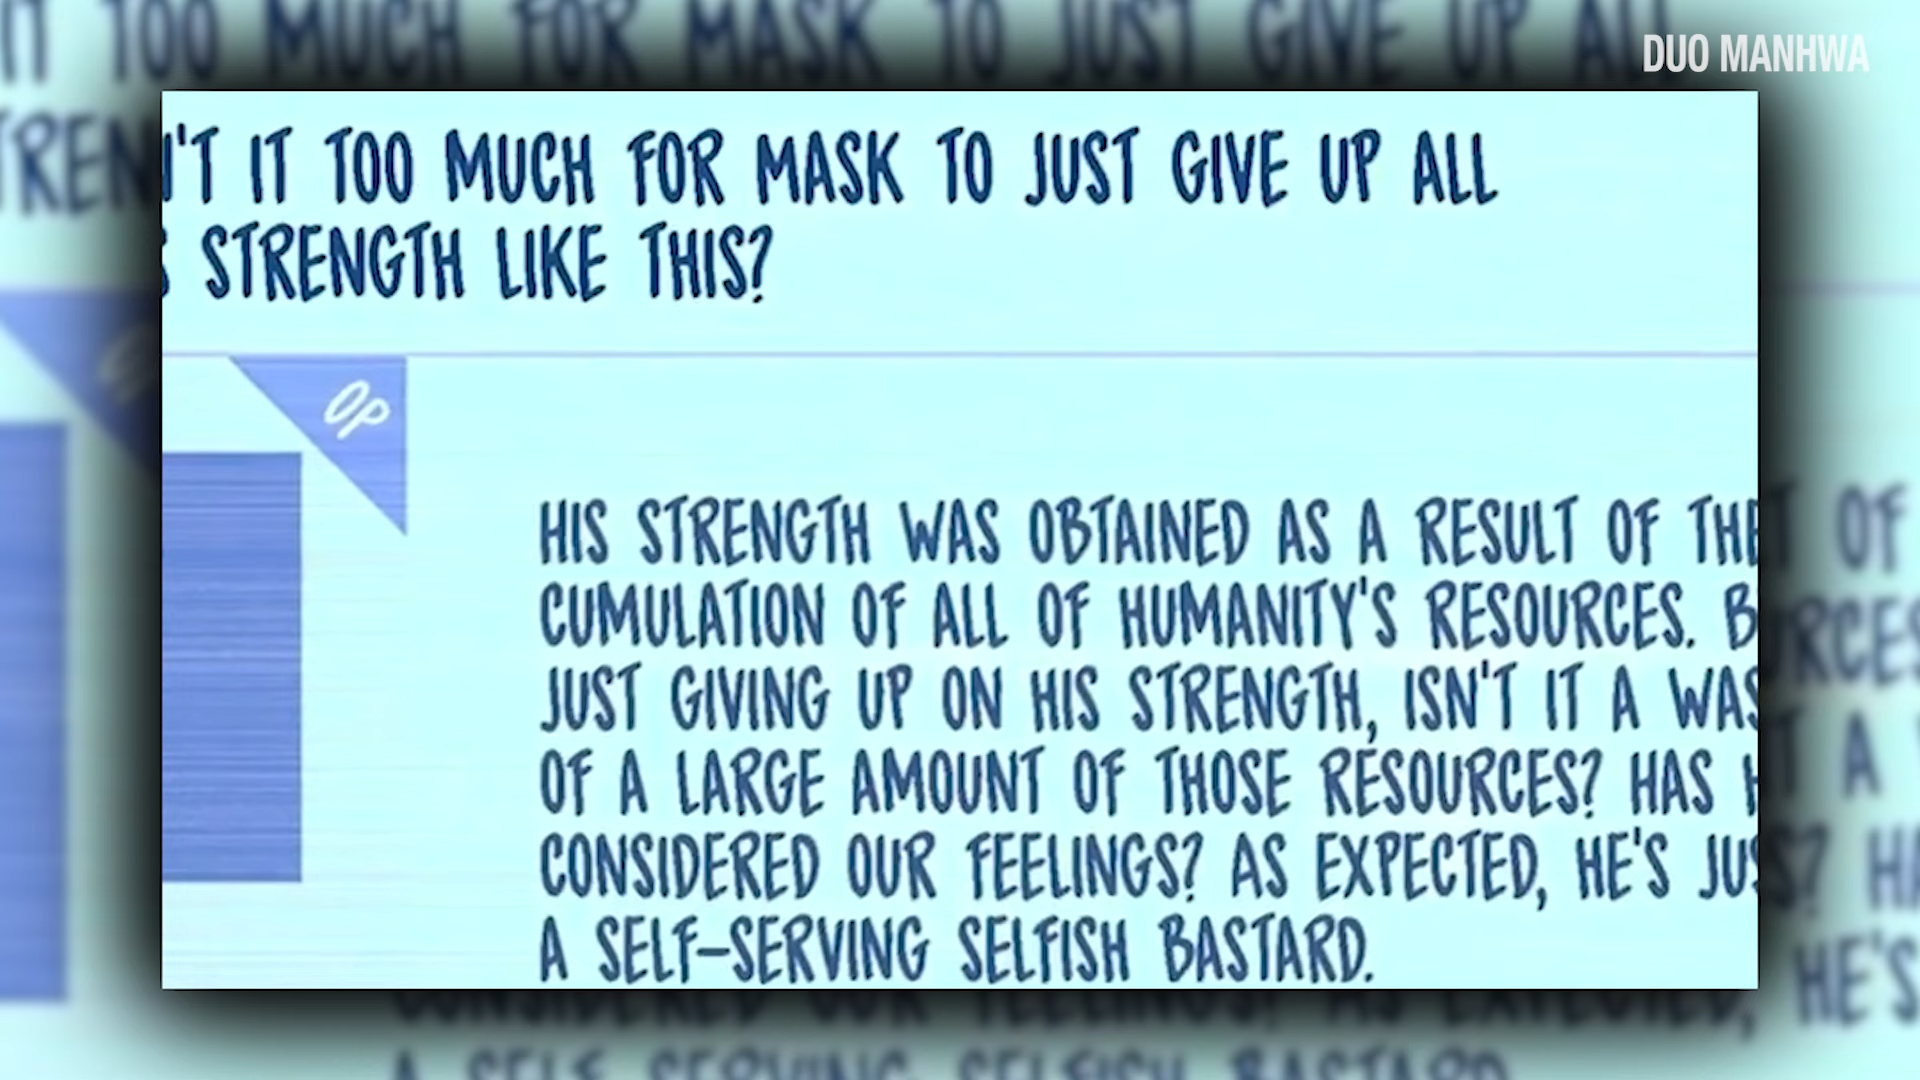 DUO MANHWA
N'T IT TOO MUCH FOR MASK TO JUST GIVE UP ALL
S STRENGTH LIKE THIS?
OP
HIS STRENGTH WAS OBTAINED AS A RESULT OF THE
CUMULATION OF ALL OF HUMANITY'S RESOURCES. B
JUST GIVING UP ON HIS STRENGTH, ISN'T IT A WAS
OF A LARGE AMOUNT OF THOSE RESOURCES? HAS H
CONSIDERED OUR FEELINGS? AS EXPECTED, HE'S JUS
A SELF-SERVING SELFISH BASTARD.